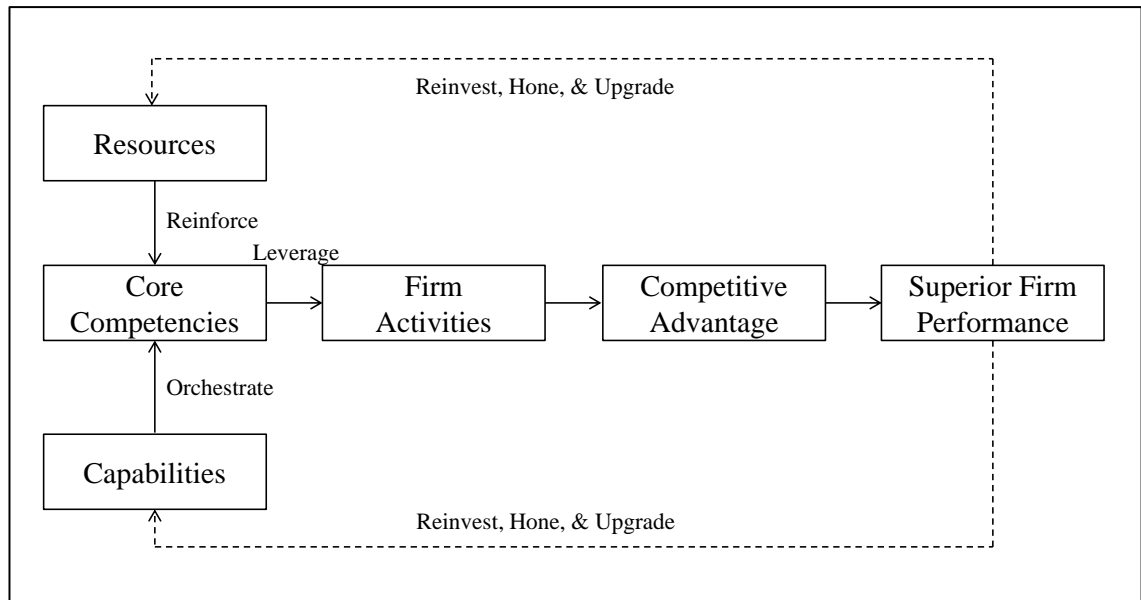 Reinvest, Hone, & Upgrade
Resources
Reinforce
Leverage
Core
Competencies
Firm
Activities
Competitive
Advantage
Superior Firm
Performance
Orchestrate
Capabilities
Reinvest, Hone, & Upgrade